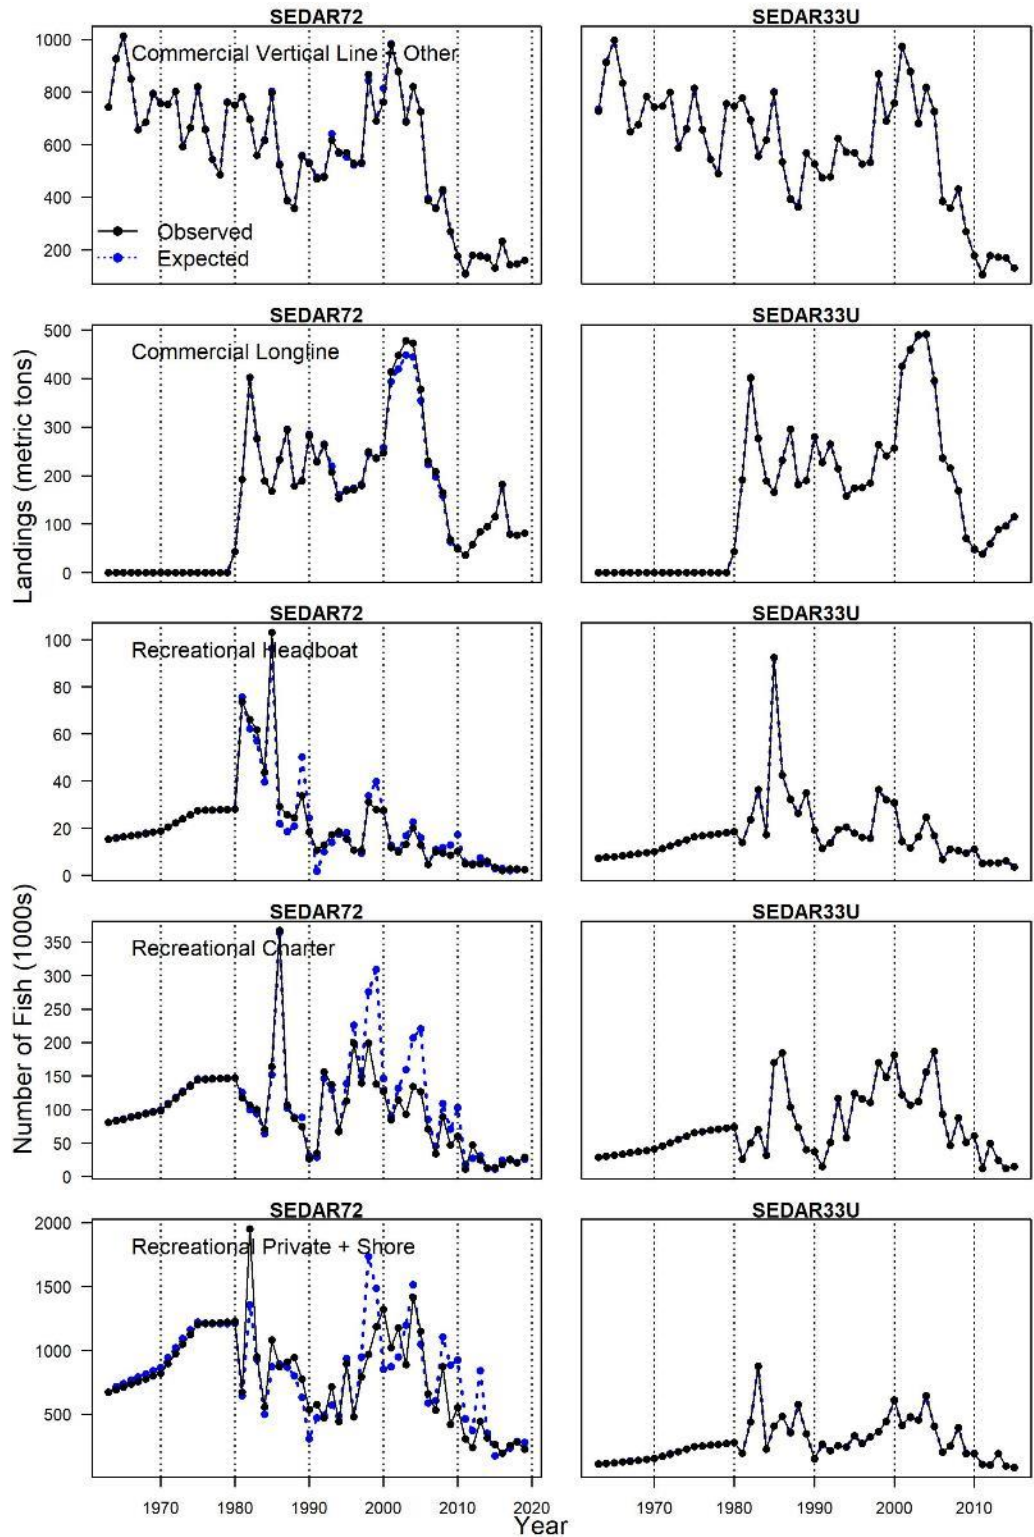 SEDAR72
SEDAR33U
1000
800
600
400
200
Commercial Vertical Line + Other
Observed
Expected
SEDAR72
SEDAR33U
500
400
300
200
100
0
Commercial Longline
Landings (metric tons)
SEDAR72
SEDAR33U
100
80
60
40
20
0
Recreational Headboat
SEDAR72
SEDAR33U
350
300
250
200
150
100
50
0
Recreational Charter
Number of Fish (1000s)
SEDAR72
SEDAR33U
2000
1500
1000
500
Recreational Private + Shore
1970 1980 1990 2000 2010 2020
1970 1980 1990 2000 2010
Year